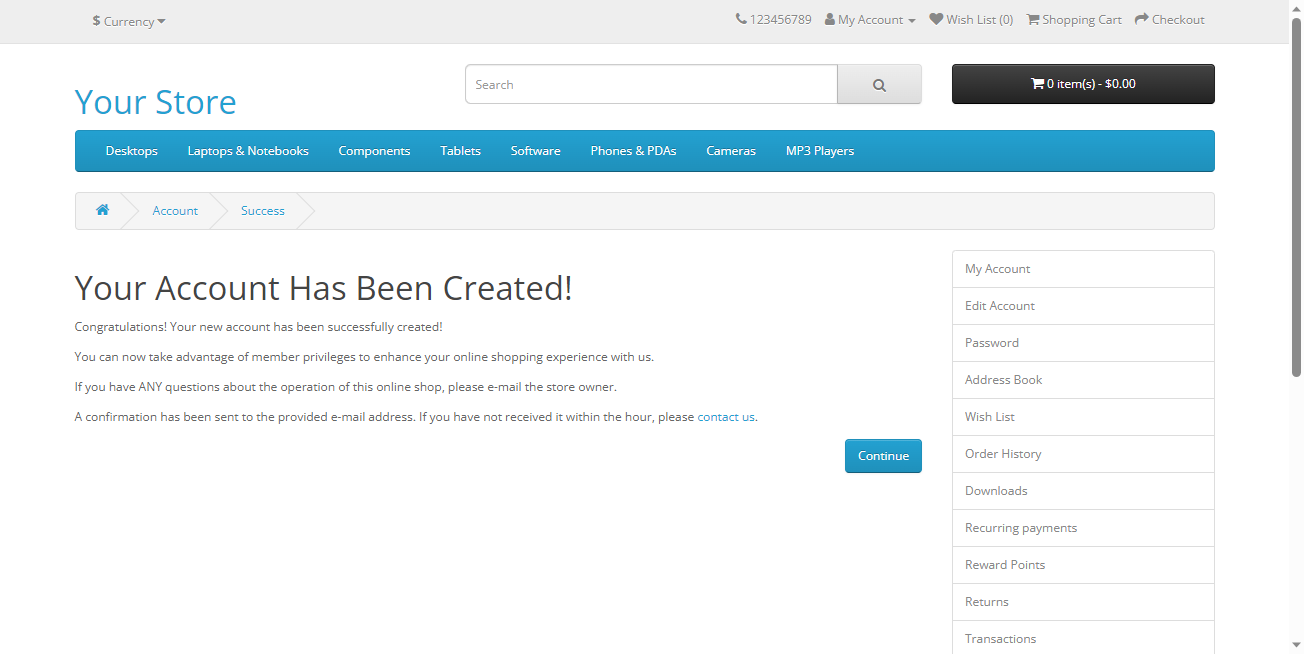 $ Currency
123456789 My Account Wish List (0) Shopping Cart Checkout
Your Store
Search
0 item(s) - $0.00
Desktops Laptops & Notebooks Components Tablets Software Phones & PDAs Cameras MP3 Players
Account Success
Your Account Has Been Created!
Congratulations! Your new account has been successfully created!
You can now take advantage of member privileges to enhance your online shopping experience with us.
If you have ANY questions about the operation of this online shop, please e-mail the store owner.
A confirmation has been sent to the provided e-mail address. If you have not received it within the hour, please contact us.
Continue
My Account
Edit Account
Password
Address Book
Wish List
Order History
Downloads
Recurring payments
Reward Points
Returns
Transactions